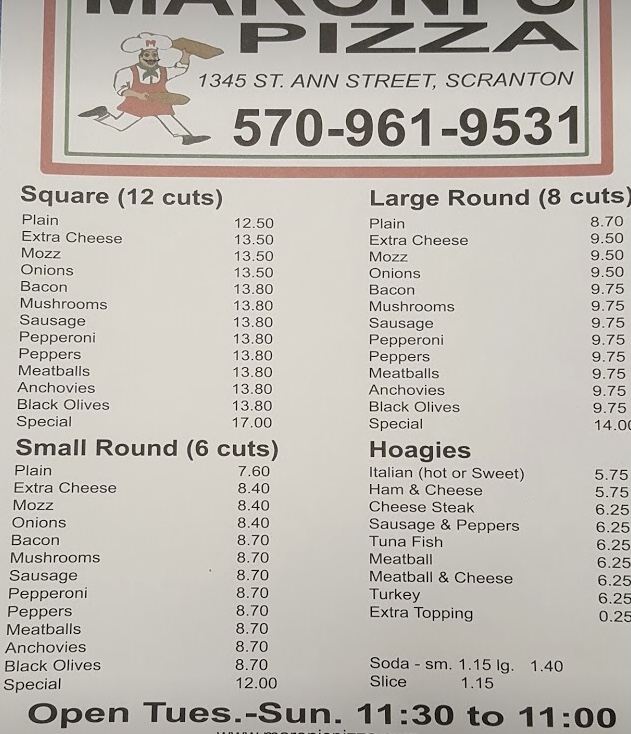 MARONI'S
PIZZA
1345 ST. ANN STREET, SCRANTON
570-961-9531
Square (12 cuts)
Plain 12.50
Extra Cheese 13.50
Mozz 13.50
Onions 13.50
Bacon 13.80
Mushrooms 13.80
Sausage 13.80
Pepperoni 13.80
Peppers 13.80
Meatballs 13.80
Anchovies 13.80
Black Olives 13.80
Special 17.00
Large Round (8 cuts)
Plain 8.70
Extra Cheese 9.50
Mozz 9.50
Onions 9.50
Bacon 9.75
Mushrooms 9.75
Sausage 9.75
Pepperoni 9.75
Peppers 9.75
Meatballs 9.75
Anchovies 9.75
Black Olives 9.75
Special 14.00
Small Round (6 cuts)
Plain 7.60
Extra Cheese 8.40
Mozz 8.40
Onions 8.40
Bacon 8.70
Mushrooms 8.70
Sausage 8.70
Pepperoni 8.70
Peppers 8.70
Meatballs 8.70
Anchovies 8.70
Black Olives 8.70
Special 12.00
Hoagies
Italian (hot or Sweet) 5.75
Ham & Cheese 5.75
Cheese Steak 6.25
Sausage & Peppers 6.25
Tuna Fish 6.25
Meatball 6.25
Meatball & Cheese 6.25
Turkey 6.25
Extra Topping 0.25
Soda - sm. 1.15 lg. 1.40
Slice 1.15
Open Tues.-Sun. 11:30 to 11:00